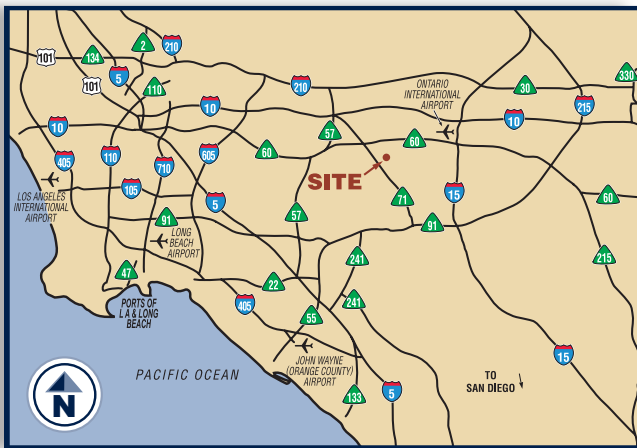 2
210
101
134
5
101
110
210
ONTARIO
INTERNATIONAL
AIRPORT
30
330
215
10
10
10
57
60
60
405
110
710
605
SITE
LOS ANGELES
INTERNATIONAL
AIRPORT
105
5
71
15
60
91
LONG
BEACH
AIRPORT
57
91
241
215
47
22
PORTS OF
L A & LONG
BEACH
405
241
55
JOHN WAYNE
(ORANGE COUNTY)
AIRPORT
15
PACIFIC OCEAN
TO
SAN DIEGO
133
5
N